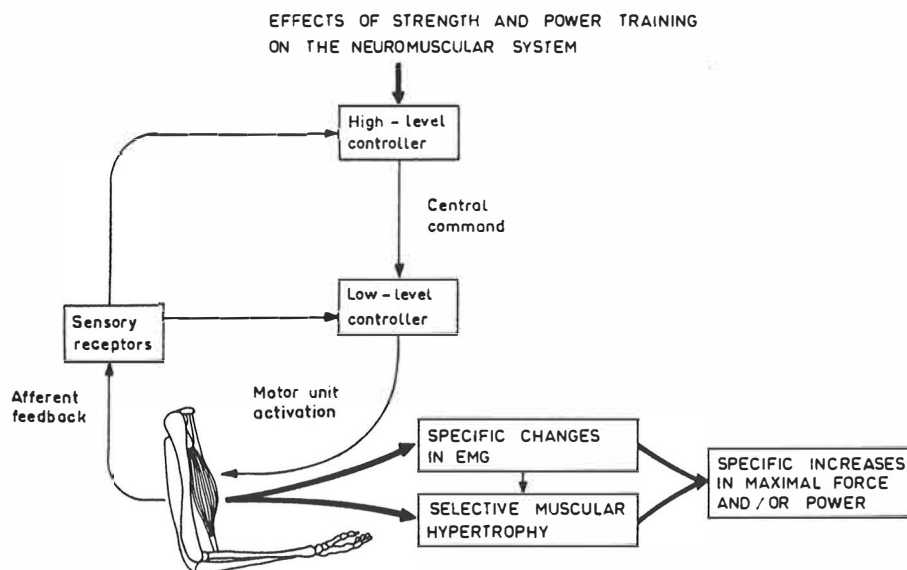 EFFECTS OF STRENGTH AND POWER TRAINING
ON THE NEUROMUSCULAR SYSTEM
High-level
controller
Central
command
Low-level
controller
Sensory
receptors
Afferent
feedback
Motor unit
activation
SPECIFIC CHANGES
IN EMG
SELECTIVE MUSCULAR
HYPERTROPHY
SPECIFIC INCREASES
IN MAXIMAL FORCE
AND/OR POWER